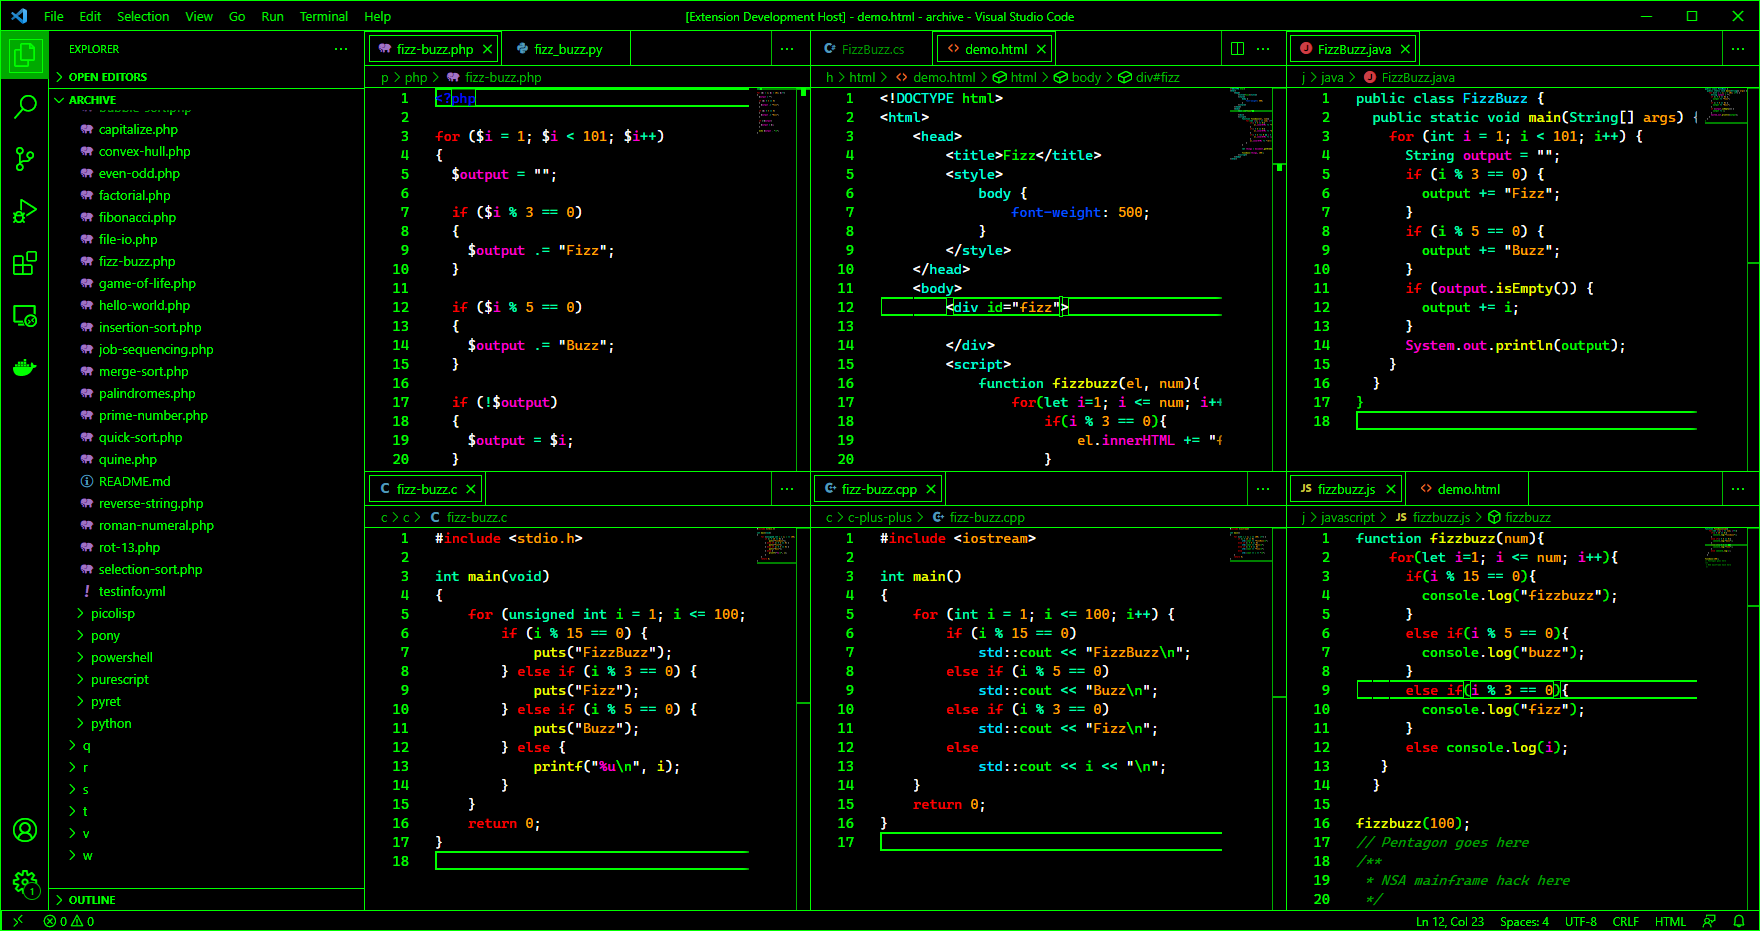 File Edit Selection View Go Run Terminal Help
[Extension Development Host] - demo.html - archive - Visual Studio Code
EXPLORER
OPEN EDITORS
ARCHIVE
bubble-sort.php
capitalize.php
convex-hull.php
even-odd.php
factorial.php
fibonacci.php
file-io.php
fizz-buzz.php
game-of-life.php
hello-world.php
insertion-sort.php
job-sequencing.php
merge-sort.php
palindromes.php
prime-number.php
quick-sort.php
quine.php
README.md
reverse-string.php
roman-numeral.php
rot-13.php
selection-sort.php
! testinfo.yml
picolisp
pony
powershell
purescript
pyret
python
q
r
s
t
v
w
OUTLINE
1
fizz-buzz.php fizz_buzz.py
p > php > fizz-buzz.php
1 <?php
2
3 for ($i = 1; $i < 101; $i++)
4 {
5 $output = "";
6
7 if ($i % 3 == 0)
8 {
9 $output .= "Fizz";
10 }
11
12 if ($i % 5 == 0)
13 {
14 $output .= "Buzz";
15 }
16
17 if (!$output)
18 {
19 $output = $i;
20 }
C# FizzBuzz.cs <> demo.html
h > html > <> demo.html > html > body > div#fizz
1 <!DOCTYPE html>
2 <html>
3 <head>
4 <title>Fizz</title>
5 <style>
6 body {
7 font-weight: 500;
8 }
9 </style>
10 </head>
11 <body>
12 <div id="fizz">
13
14 </div>
15 <script>
16 function fizzbuzz(el, num){
17 for(let i=1; i <= num; i++
18 if(i % 3 == 0){
19 el.innerHTML += "f
20 }
J FizzBuzz.java
j > java > J FizzBuzz.java
1 public class FizzBuzz {
2 public static void main(String[] args) {
3 for (int i = 1; i < 101; i++) {
4 String output = "";
5 if (i % 3 == 0) {
6 output += "Fizz";
7 }
8 if (i % 5 == 0) {
9 output += "Buzz";
10 }
11 if (output.isEmpty()) {
12 output += i;
13 }
14 System.out.println(output);
15 }
16 }
17 }
18
C fizz-buzz.c
c > c > C fizz-buzz.c
1 #include <stdio.h>
2
3 int main(void)
4 {
5 for (unsigned int i = 1; i <= 100;
6 if (i % 15 == 0) {
7 puts("FizzBuzz");
8 } else if (i % 3 == 0) {
9 puts("Fizz");
10 } else if (i % 5 == 0) {
11 puts("Buzz");
12 } else {
13 printf("%u\n", i);
14 }
15 }
16 return 0;
17 }
18
C+ fizz-buzz.cpp
c > c-plus-plus > C+ fizz-buzz.cpp
1 #include <iostream>
2
3 int main()
4 {
5 for (int i = 1; i <= 100; i++) {
6 if (i % 15 == 0)
7 std::cout << "FizzBuzz\n";
8 else if (i % 5 == 0)
9 std::cout << "Buzz\n";
10 else if (i % 3 == 0)
11 std::cout << "Fizz\n";
12 else
13 std::cout << i << "\n";
14 }
15 return 0;
16 }
17
JS fizzbuzz.js <> demo.html
j > javascript > JS fizzbuzz.js > fizzbuzz
1 function fizzbuzz(num){
2 for(let i=1; i <= num; i++){
3 if(i % 15 == 0){
4 console.log("fizzbuzz");
5 }
6 else if(i % 5 == 0){
7 console.log("buzz");
8 }
9 else if(i % 3 == 0){
10 console.log("fizz");
11 }
12 else console.log(i);
13 }
14 }
15
16 fizzbuzz(100);
17 // Pentagon goes here
18 /**
19 * NSA mainframe hack here
20 */
0 0
Ln 12, Col 23 Spaces: 4 UTF-8 CRLF HTML